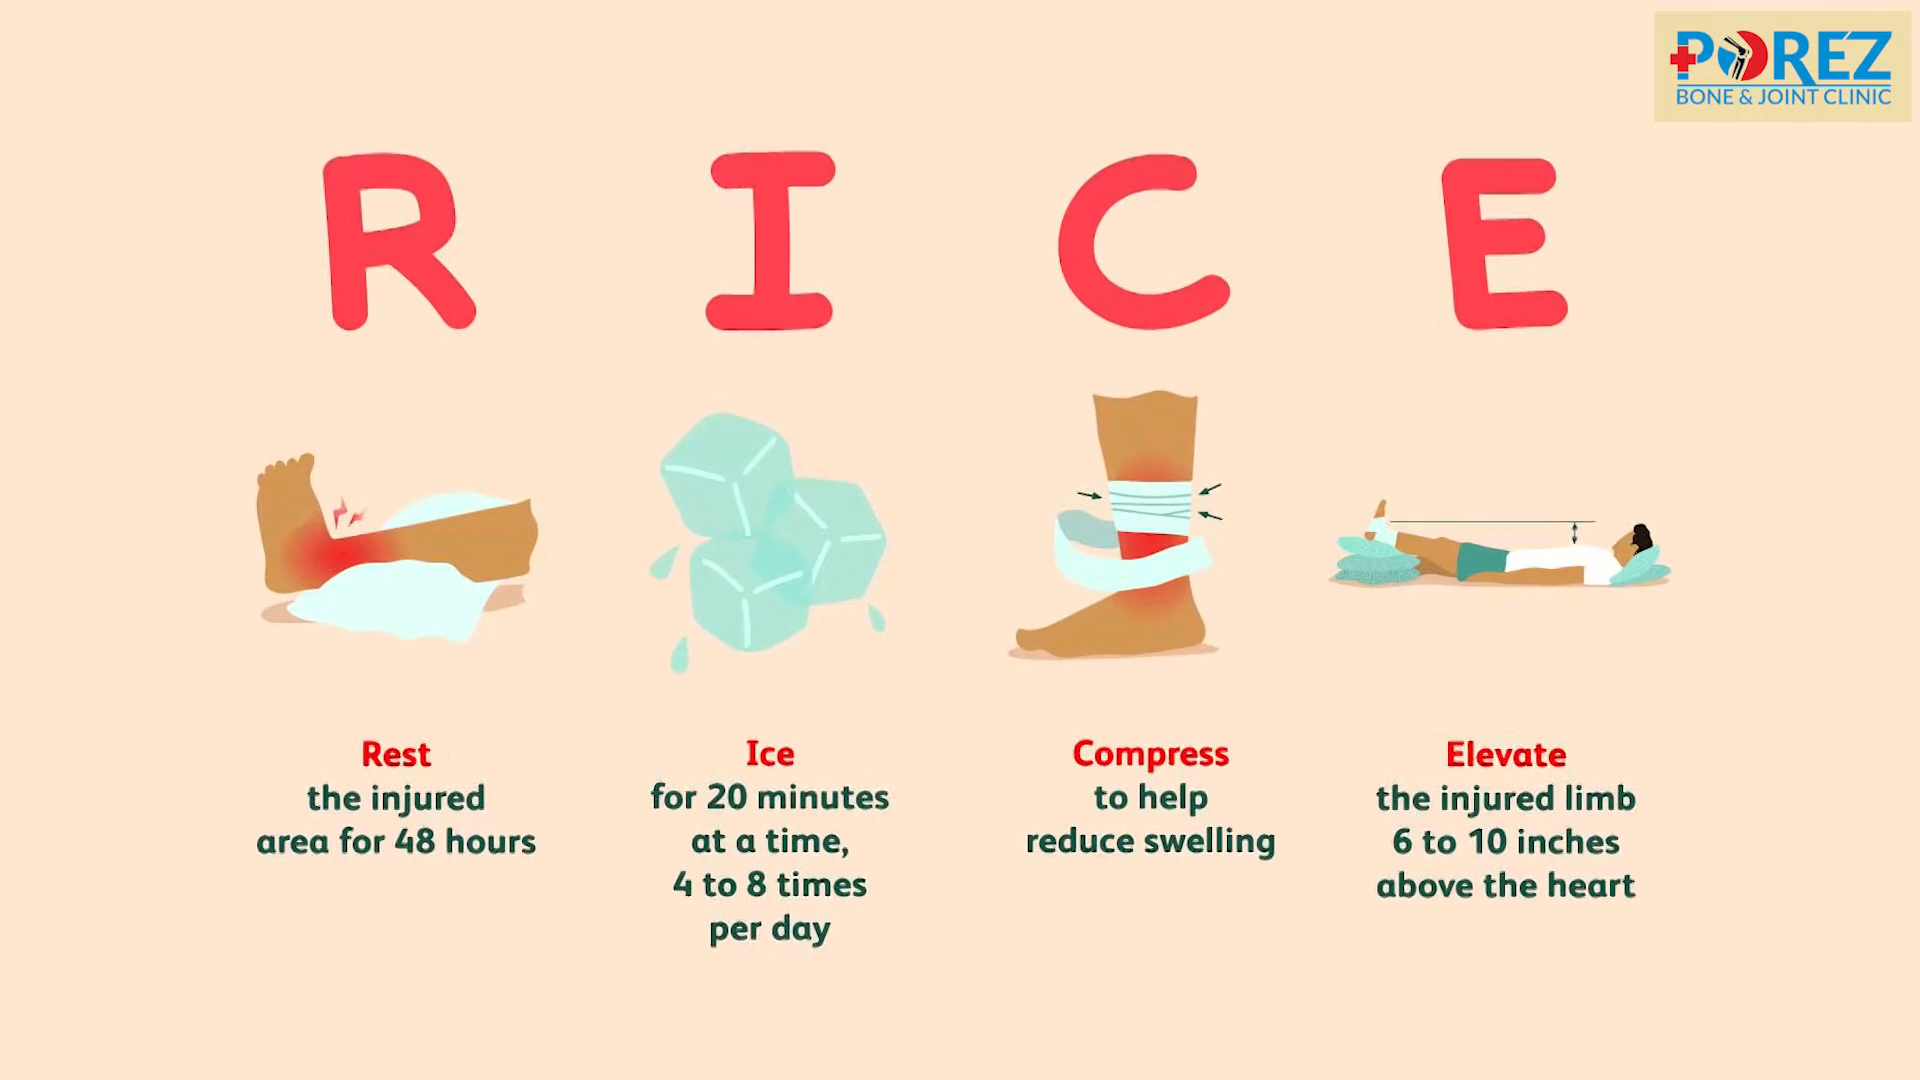 POREZ
BONE & JOINT CLINIC
R I C E
Rest
the injured
area for 48 hours
Ice
for 20 minutes
at a time,
4 to 8 times
per day
Compress
to help
reduce swelling
Elevate
the injured limb
6 to 10 inches
above the heart